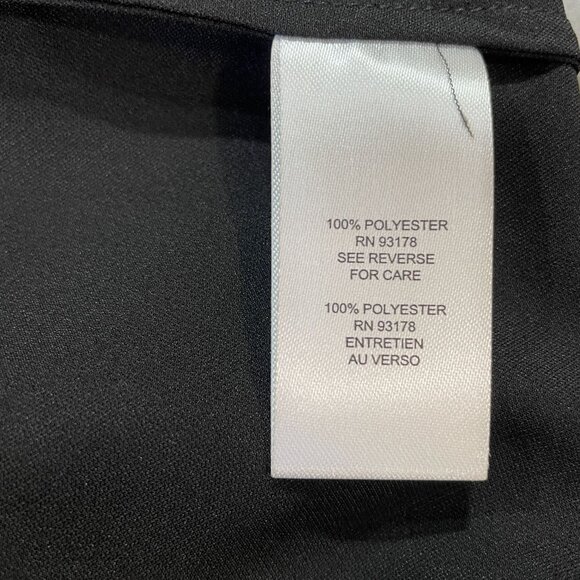 100% POLYESTER
RN 93178
SEE REVERSE
FOR CARE
100% POLYESTER
RN 93178
ENTRETIEN
AU VERSO